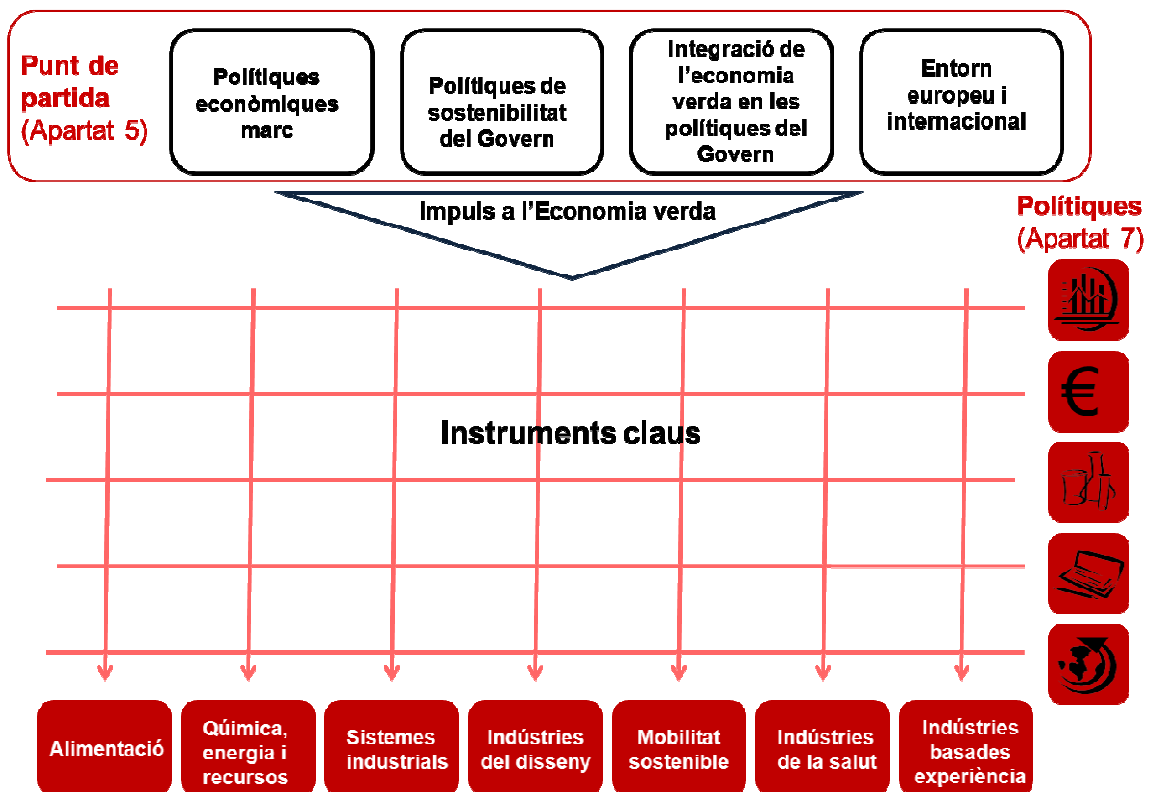 Punt de
partida
(Apartat 5)
Polítiques
econòmiques
marc
Polítiques de
sostenibilitat
del Govern
Integració de
l'economia
verda en les
polítiques del
Govern
Entorn
europeu i
internacional
Impuls a l'Economia verda
Polítiques
(Apartat 7)
€
Instruments claus
Alimentació
Qúimica,
energia i
recursos
Sistemes
industrials
Indústries
del disseny
Mobilitat
sostenible
Indústries
de la salut
Indústries
basades
experiència